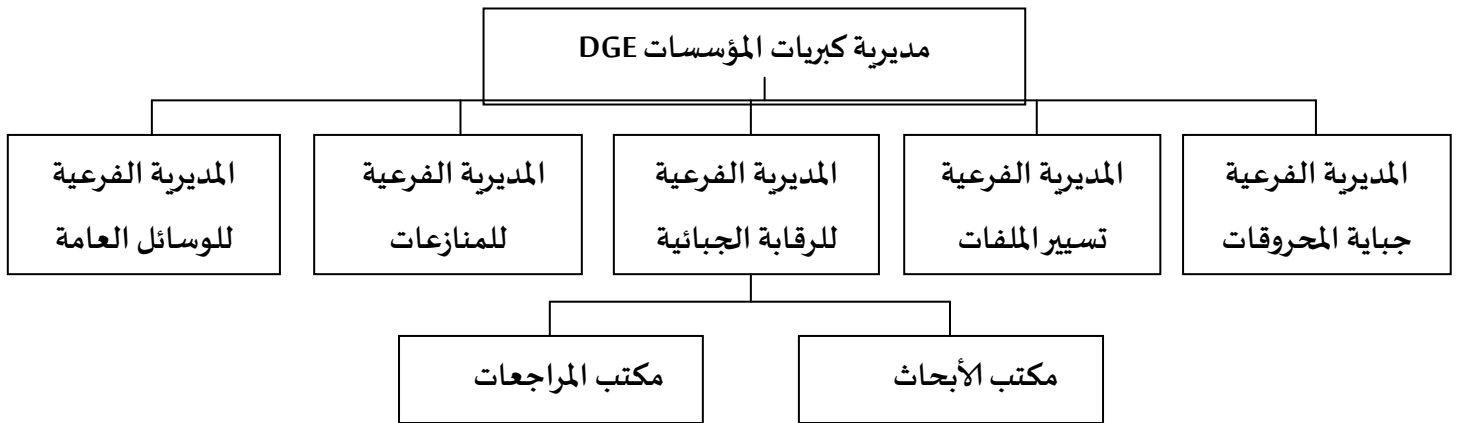 مديرية كبريات المؤسسات DGE
المديرية الفرعية
جباية المحروقات
المديرية الفرعية
تسيير الملفات
المديرية الفرعية
للرقابة الجبائية
المديرية الفرعية
للمنازعات
المديرية الفرعية
للوسائل العامة
مكتب الأبحاث
مكتب المراجعات